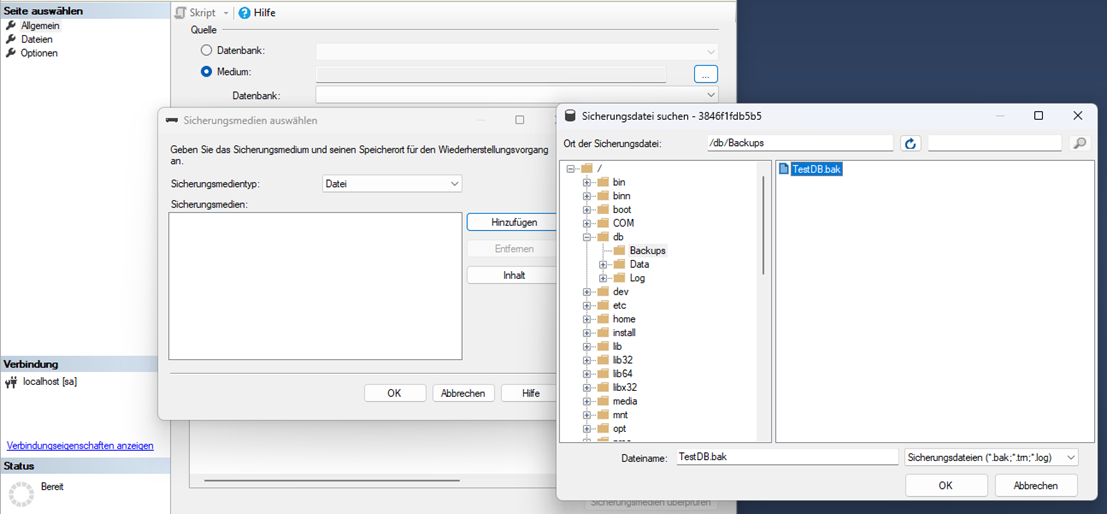 Seite auswählen
Allgemein
Dateien
Optionen
Skript
Hilfe
Quelle
Datenbank:
Medium:
...
Datenbank:
Sicherungsmedien auswählen
Geben Sie das Sicherungsmedium und seinen Speicherort für den Wiederherstellungsvorgang
an.
Sicherungsmedientyp:
Datei
Sicherungsmedien:
Hinzufügen
Entfernen
Inhalt
OK
Abbrechen
Hilfe
Verbindung
localhost [sa]
Verbindungseigenschaften anzeigen
Status
Bereit
Sicherungsmedien überprüfen
Sicherungsdatei suchen - 3846f1fdb5b5
Ort der Sicherungsdatei:
/db/Backups
/
bin
binn
boot
COM
db
Backups
Data
Log
dev
etc
home
install
lib
lib32
lib64
libx32
media
mnt
opt
TestDB.bak
Dateiname:
TestDB.bak
Sicherungsdateien (*.bak;*.trn;*.log)
OK
Abbrechen